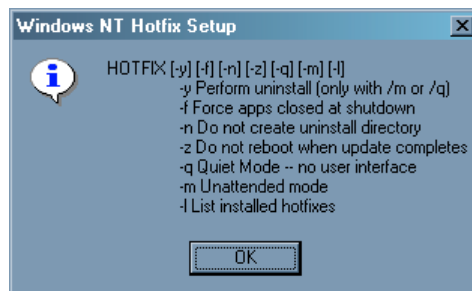 Windows NT Hotfix Setup
HOTFIX [-y] [-f] [-n] [-z] [-q] [-m] [-l]
-y Perform uninstall (only with /m or /q)
-f Force apps closed at shutdown
-n Do not create uninstall directory
-z Do not reboot when update completes
-q Quiet Mode -- no user interface
-m Unattended mode
-l List installed hotfixes
OK